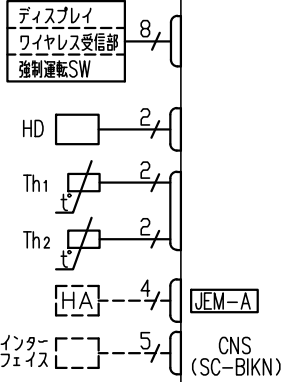 ディスプレイ
ワイヤレス受信部
強制運転SW
8
HD
2
Th1
2
t°
Th2
2
t°
HA
4
JEM-A
インター
フェイス
5
CNS
(SC-BIKN)